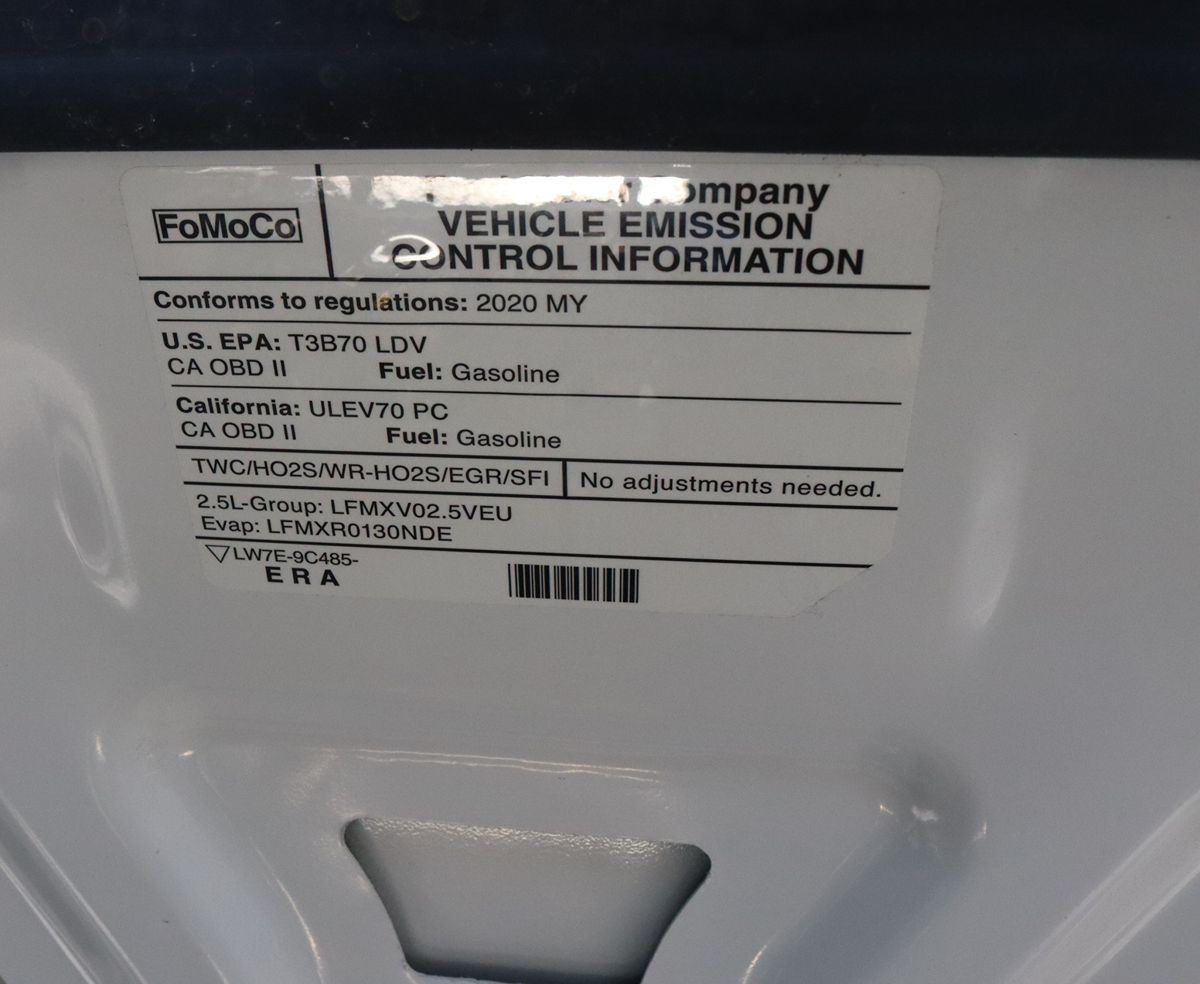 FoMoCo
Company
VEHICLE EMISSION
CONTROL INFORMATION
Conforms to regulations: 2020 MY
U.S. EPA: T3B70 LDV
CA OBD II Fuel: Gasoline
California: ULEV70 PC
CA OBD II Fuel: Gasoline
TWC/HO2S/WR-HO2S/EGR/SFI No adjustments needed.
2.5L-Group: LFMXV02.5VEU
Evap: LFMXR0130NDE
LW7E-9C485-
E R A